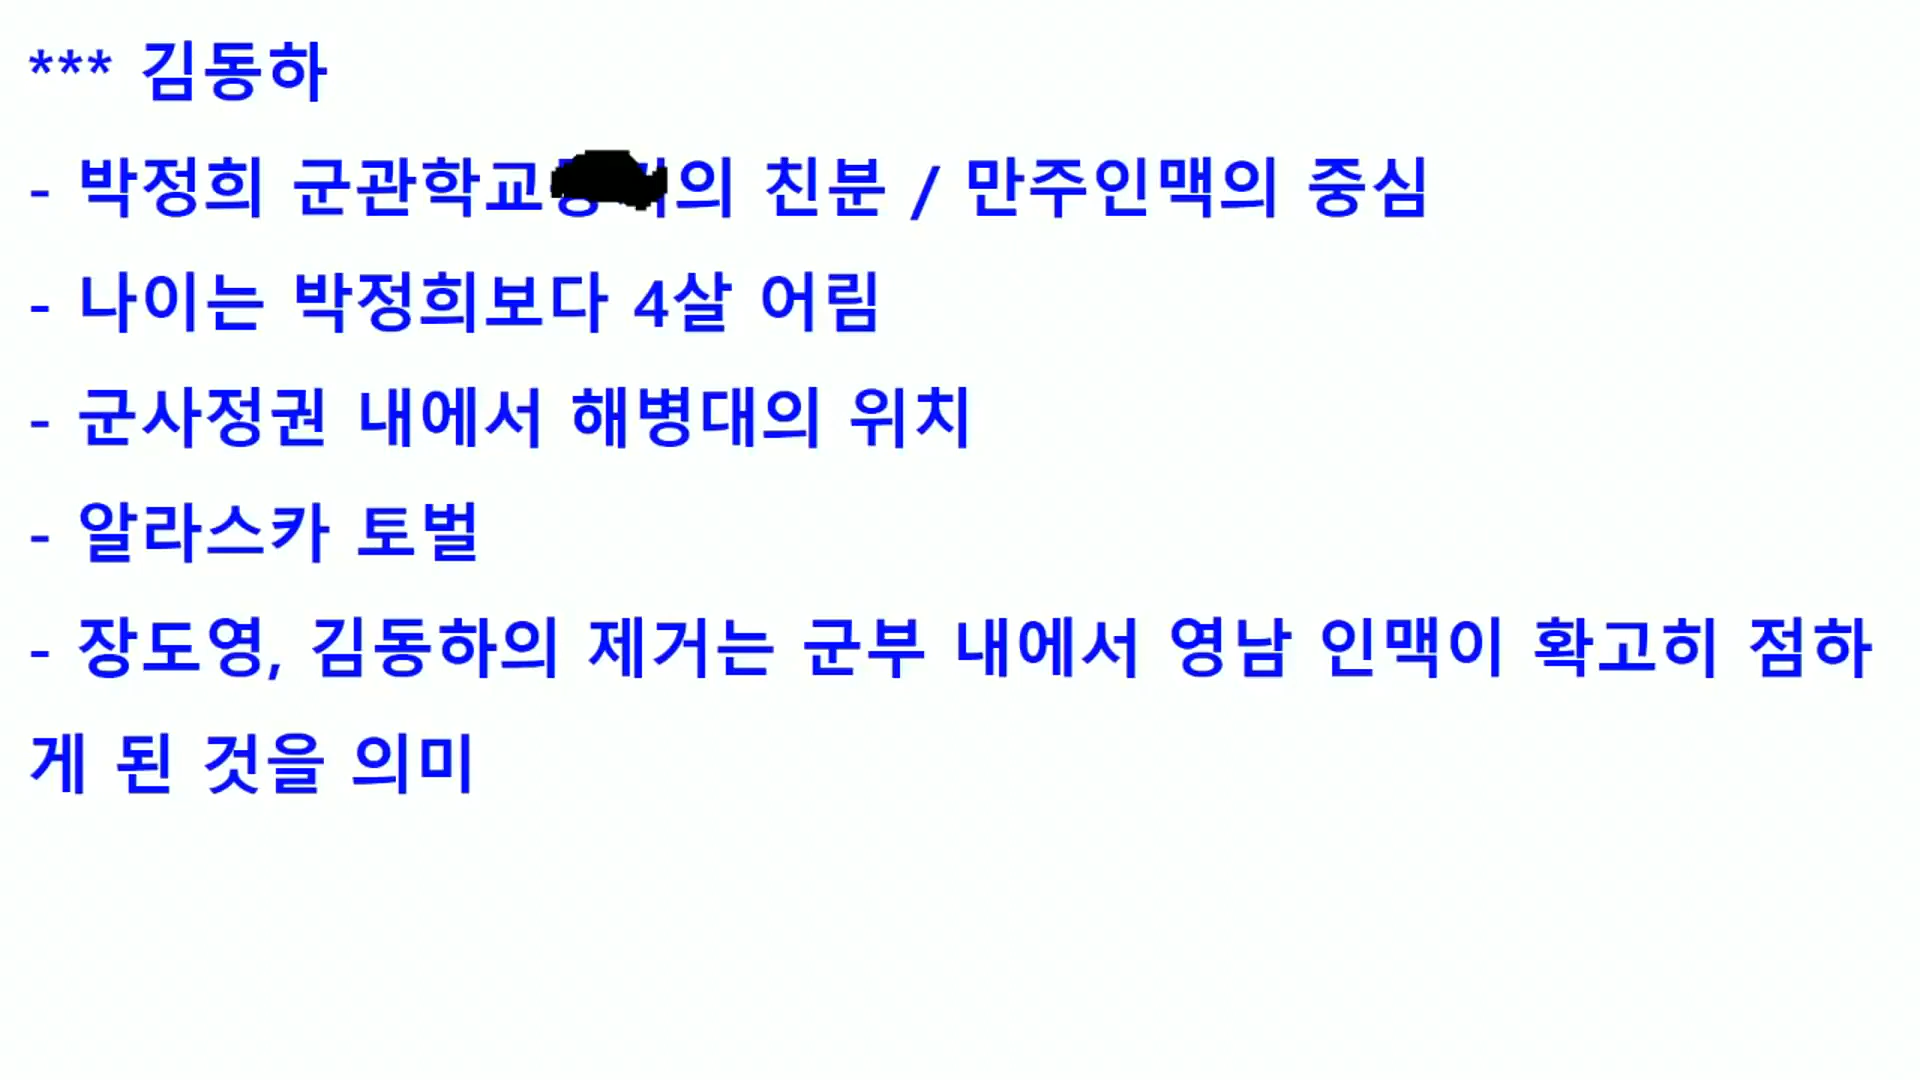 *** 김동하
- 박정희 군관학교의 친분 / 만주인맥의 중심
- 나이는 박정희보다 4살 어림
- 군사정권 내에서 해병대의 위치
- 알라스카 토벌
- 장도영, 김동하의 제거는 군부 내에서 영남 인맥이 확고히 점하
게 된 것을 의미